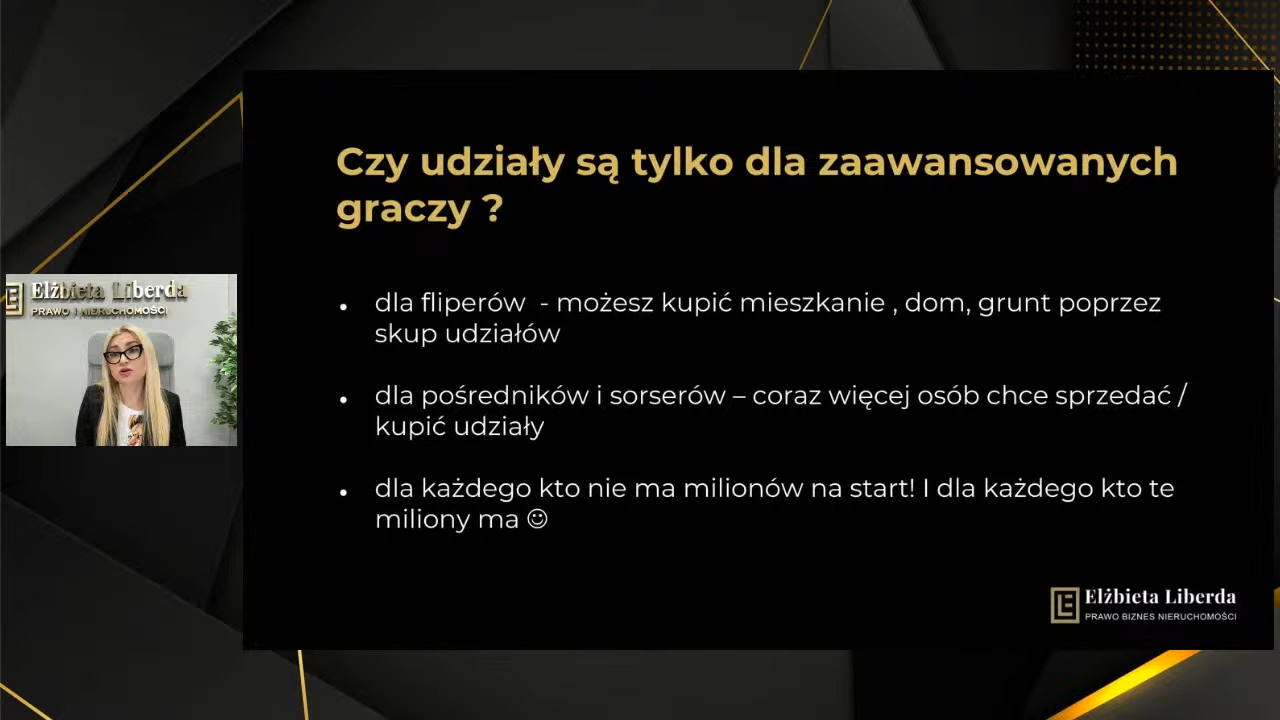 Czy udziały są tylko dla zaawansowanych
graczy ?
• dla fliperów  - możesz kupić mieszkanie , dom, grunt poprzez
skup udziałów
• dla pośredników i sorserów – coraz więcej osób chce sprzedać /
kupić udziały
• dla każdego kto nie ma milionów na start! I dla każdego kto te
miliony ma ☺
Elżbieta Liberda
PRAWO I NIERUCHOMOŚCI
Elżbieta Liberda
PRAWO BIZNES NIERUCHOMOŚCI